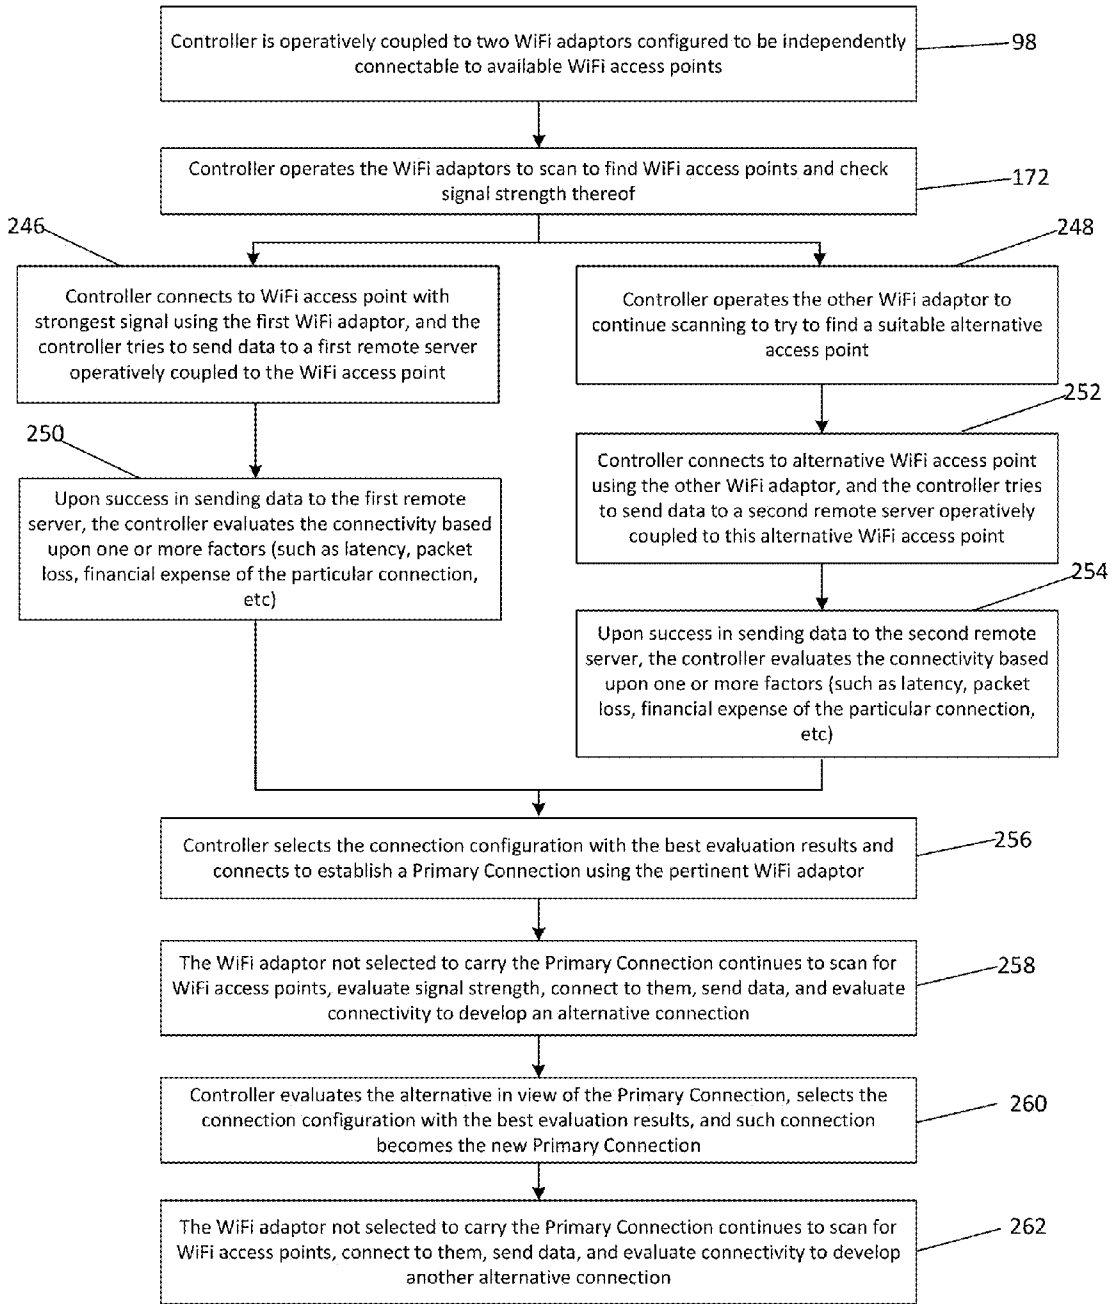 Controller is operatively coupled to two WiFi adaptors configured to be independently
connectable to available WiFi access points
98
Controller operates the WiFi adaptors to scan to find WiFi access points and check
signal strength thereof
172
246
248
Controller connects to WiFi access point with
strongest signal using the first WiFi adaptor, and the
controller tries to send data to a first remote server
operatively coupled to the WiFi access point
Controller operates the other WiFi adaptor to
continue scanning to try to find a suitable alternative
access point
250
252
Upon success in sending data to the first remote
server, the controller evaluates the connectivity based
upon one or more factors (such as latency, packet
loss, financial expense of the particular connection,
etc)
Controller connects to alternative WiFi access point
using the other WiFi adaptor, and the controller tries
to send data to a second remote server operatively
coupled to this alternative WiFi access point
254
Upon success in sending data to the second remote
server, the controller evaluates the connectivity based
upon one or more factors (such as latency, packet
loss, financial expense of the particular connection,
etc)
Controller selects the connection configuration with the best evaluation results and
connects to establish a Primary Connection using the pertinent WiFi adaptor
256
The WiFi adaptor not selected to carry the Primary Connection continues to scan for
WiFi access points, evaluate signal strength, connect to them, send data, and evaluate
connectivity to develop an alternative connection
258
Controller evaluates the alternative in view of the Primary Connection, selects the
connection configuration with the best evaluation results, and such connection
becomes the new Primary Connection
260
The WiFi adaptor not selected to carry the Primary Connection continues to scan for
WiFi access points, connect to them, send data, and evaluate connectivity to develop
another alternative connection
262